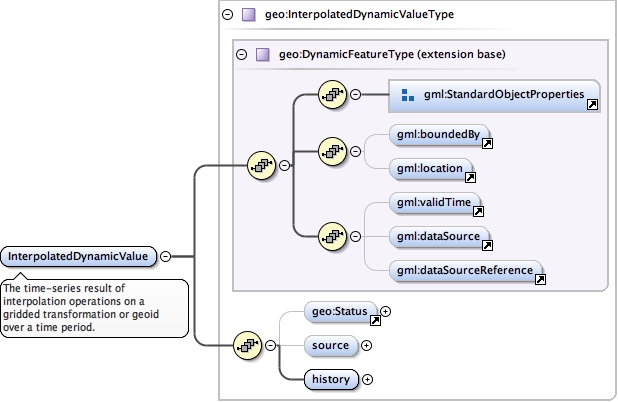 geo:InterpolatedDynamicValueType
geo:DynamicFeatureType (extension base)
gml:StandardObjectProperties
gml:boundedBy
gml:location
gml:validTime
gml:dataSource
gml:dataSourceReference
InterpolatedDynamicValue
The time-series result of
interpolation operations on a
gridded transformation or geoid
over a time period.
geo:Status
source
history